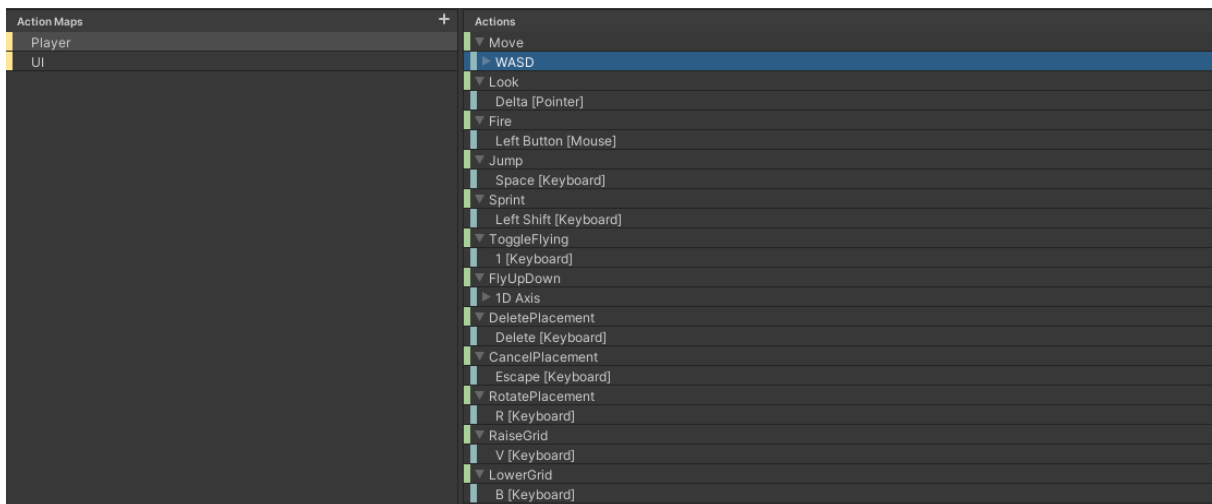 Action Maps +
Player
UI
Actions
Move
WASD
Look
Delta [Pointer]
Fire
Left Button [Mouse]
Jump
Space [Keyboard]
Sprint
Left Shift [Keyboard]
ToggleFlying
1 [Keyboard]
FlyUpDown
1D Axis
DeletePlacement
Delete [Keyboard]
CancelPlacement
Escape [Keyboard]
RotatePlacement
R [Keyboard]
RaiseGrid
V [Keyboard]
LowerGrid
B [Keyboard]